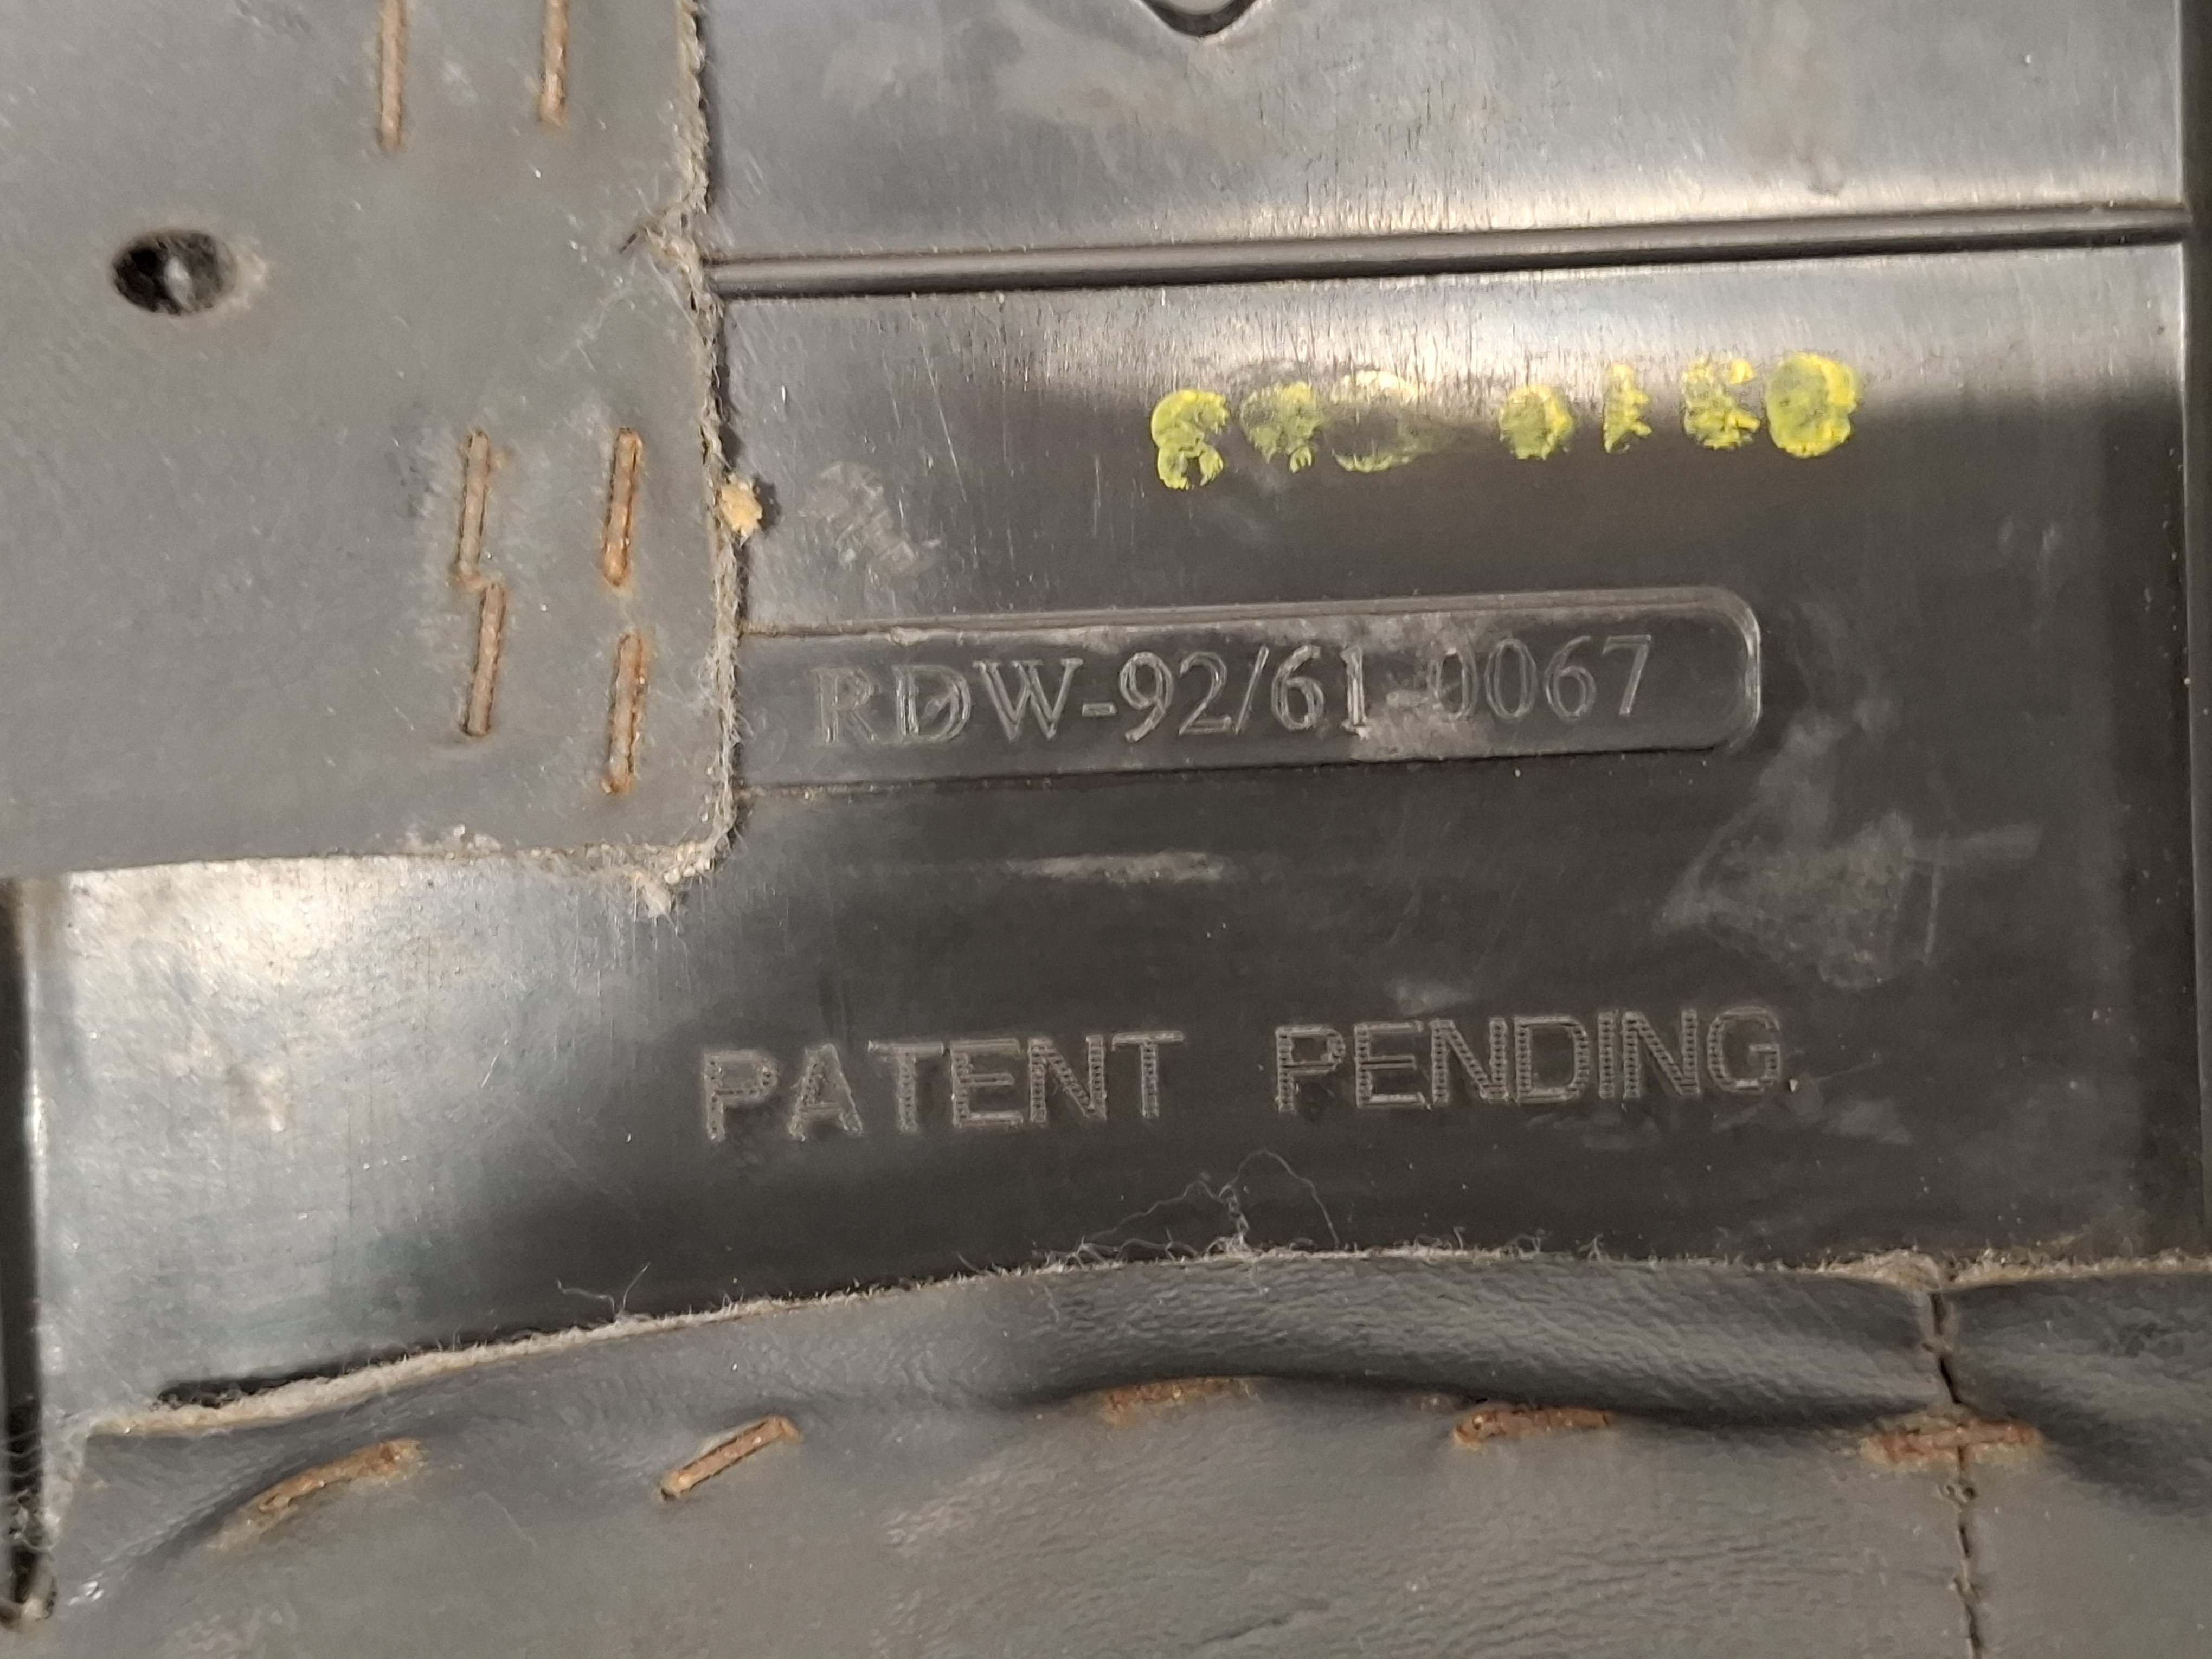 RDW-92/61-0067
PATENT PENDING.